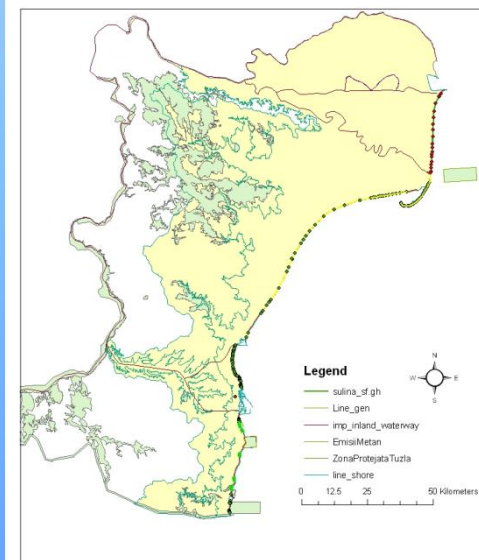 Legend
sulina_sf.gh
Line_gen
imp_inland_waterway
EmisiiMetan
ZonaProtejataTuzla
line_shore
N
W E
S
0 12.5 25 50 Kilometers